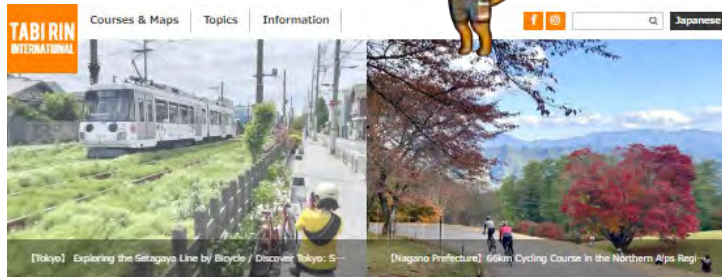 TABI RIN
INTERNATIONAL
Courses & Maps
Topics
Information
Japanese
【Tokyo】 Exploring the Setagaya Line by Bicycle / Discover Tokyo: S…
【Nagano Prefecture】 66km Cycling Course in the Northern Alps Regi…